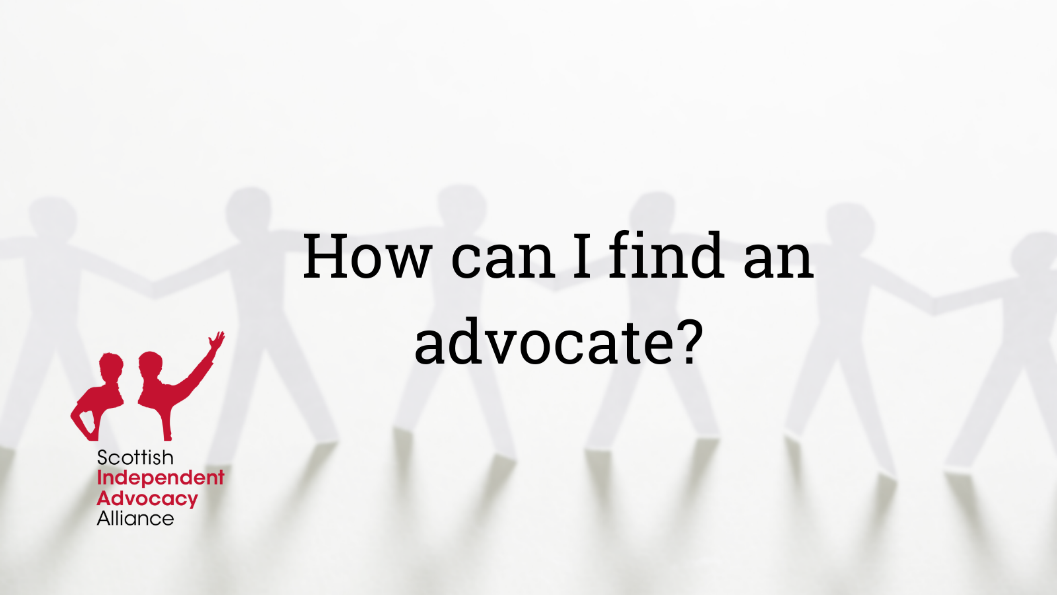 How can I find an
advocate?
Scottish
Independent
Advocacy
Alliance